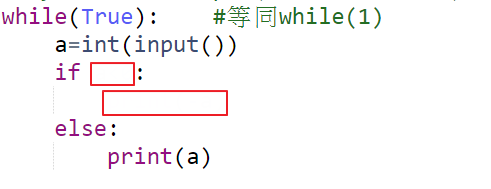 while(True):    #等同while(1)
    a=int(input())
    if     :
    else:
        print(a)